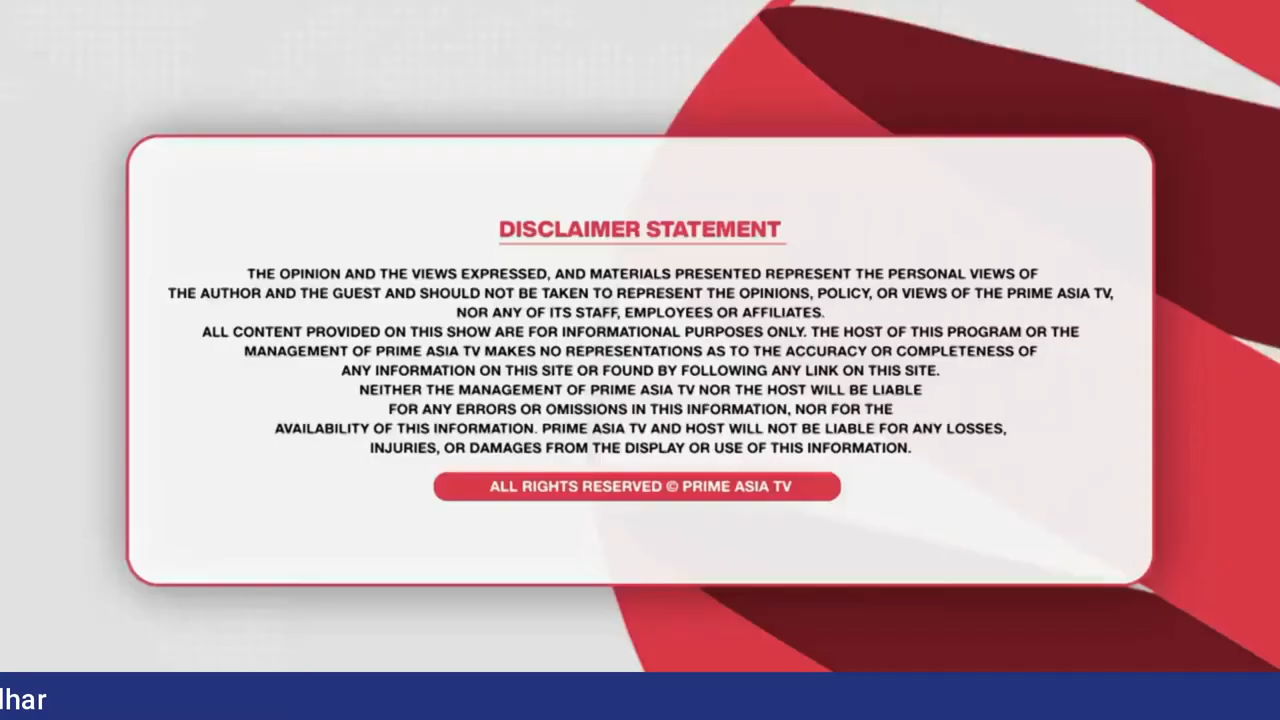 DISCLAIMER STATEMENT
THE OPINION AND THE VIEWS EXPRESSED, AND MATERIALS PRESENTED REPRESENT THE PERSONAL VIEWS OF
THE AUTHOR AND THE GUEST AND SHOULD NOT BE TAKEN TO REPRESENT THE OPINIONS, POLICY, OR VIEWS OF THE PRIME ASIA TV,
NOR ANY OF ITS STAFF, EMPLOYEES OR AFFILIATES.
ALL CONTENT PROVIDED ON THIS SHOW ARE FOR INFORMATIONAL PURPOSES ONLY. THE HOST OF THIS PROGRAM OR THE
MANAGEMENT OF PRIME ASIA TV MAKES NO REPRESENTATIONS AS TO THE ACCURACY OR COMPLETENESS OF
ANY INFORMATION ON THIS SITE OR FOUND BY FOLLOWING ANY LINK ON THIS SITE.
NEITHER THE MANAGEMENT OF PRIME ASIA TV NOR THE HOST WILL BE LIABLE
FOR ANY ERRORS OR OMISSIONS IN THIS INFORMATION, NOR FOR THE
AVAILABILITY OF THIS INFORMATION. PRIME ASIA TV AND HOST WILL NOT BE LIABLE FOR ANY LOSSES,
INJURIES, OR DAMAGES FROM THE DISPLAY OR USE OF THIS INFORMATION.
ALL RIGHTS RESERVED © PRIME ASIA TV